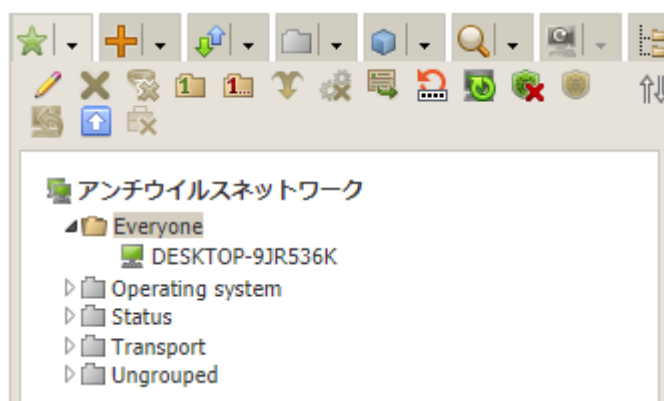 アンチウイルスネットワーク
Everyone
DESKTOP-9JR536K
Operating system
Status
Transport
Ungrouped